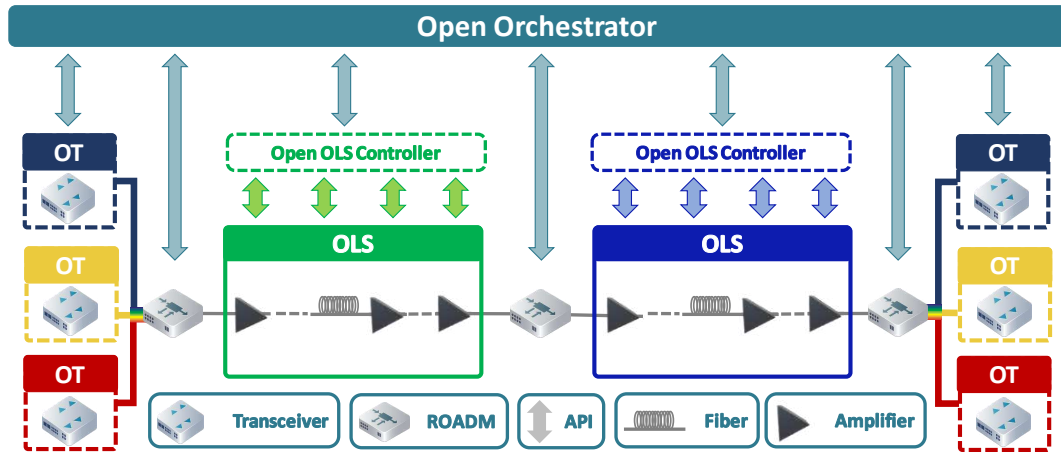 Open Orchestrator
Open OLS Controller
Open OLS Controller
OT
OT
OLS
OLS
OT
OT
OT
OT
Transceiver
ROADM
API
Fiber
Amplifier